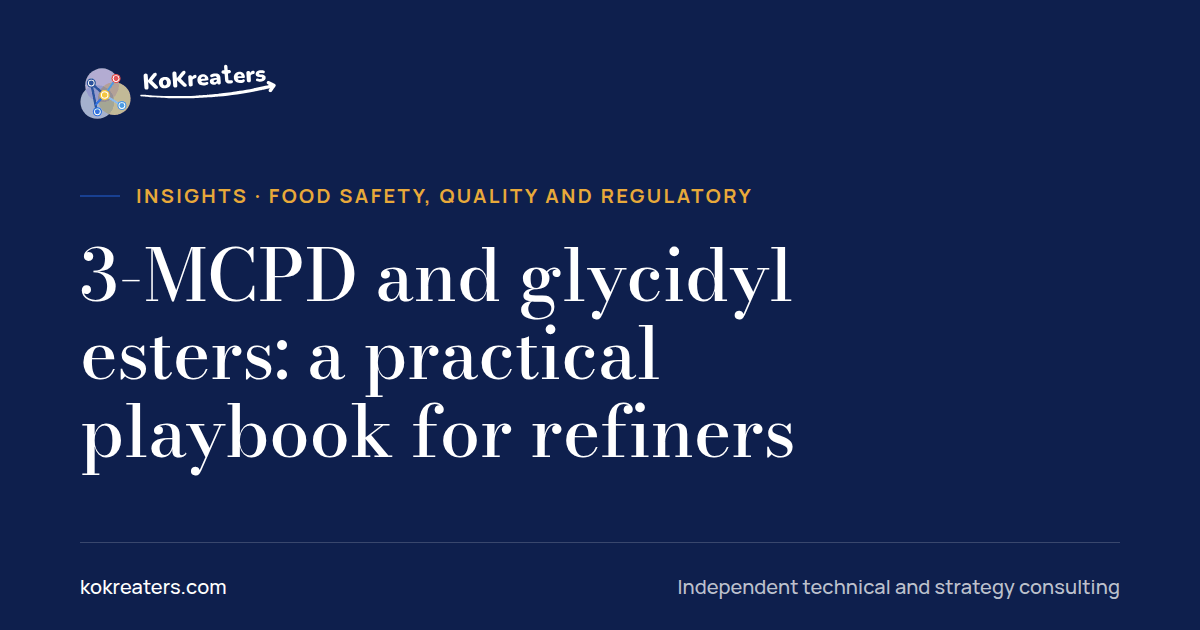 KoKreaters
INSIGHTS · FOOD SAFETY, QUALITY AND REGULATORY
3-MCPD and glycidyl
esters: a practical
playbook for refiners
kokreaters.com
Independent technical and strategy consulting